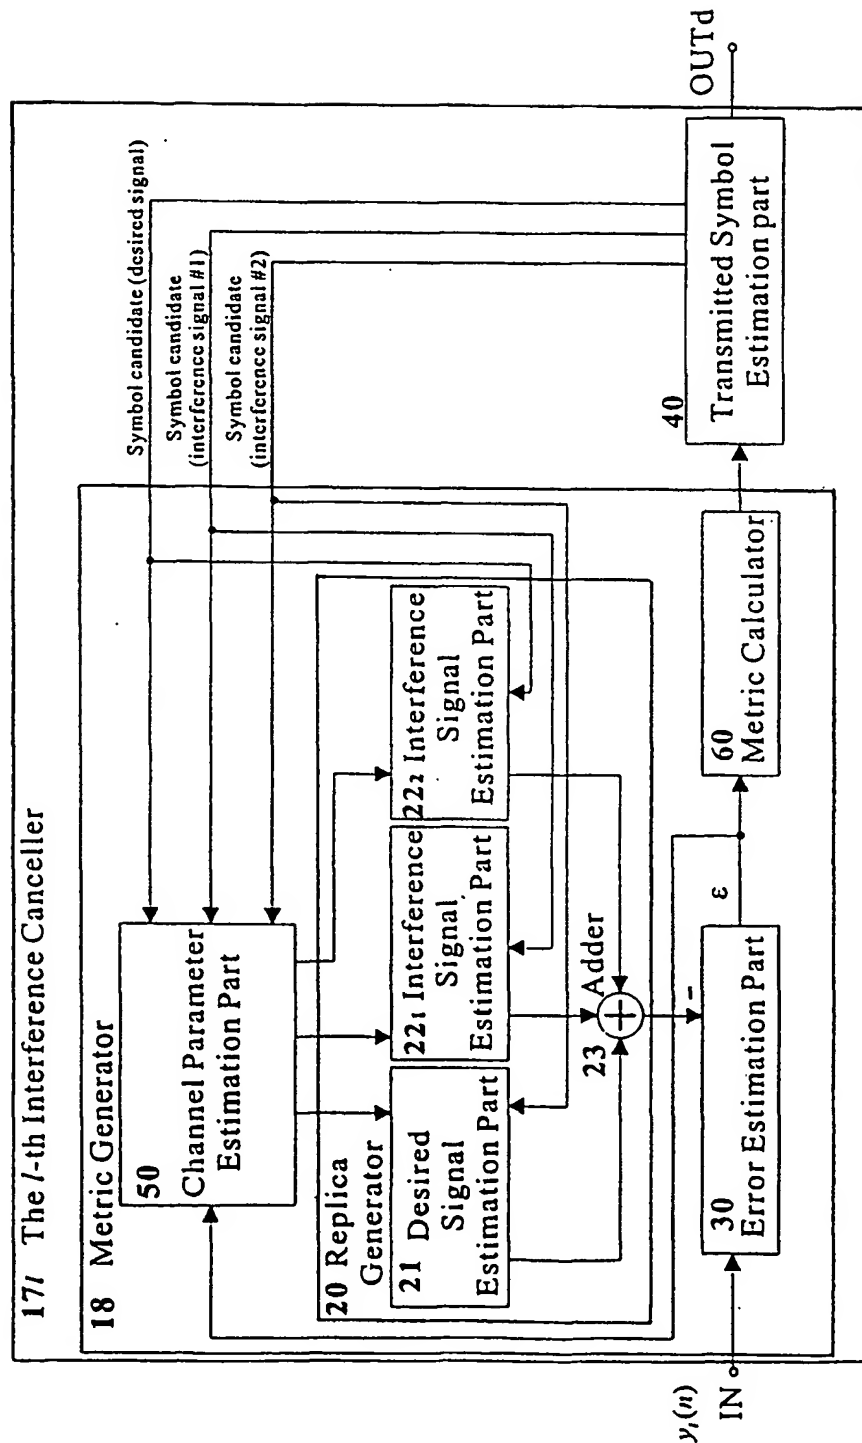 17l The l-th Interference Canceller
18 Metric Generator
50
Channel Parameter
Estimation Part
Symbol candidate (desired signal)
Symbol candidate
(interference signal #1)
Symbol candidate
(interference signal #2)
20 Replica
Generator
21 Desired
Signal
Estimation Part
221 Interference
Signal
Estimation Part
222 Interference
Signal
Estimation Part
23
Adder
+
−
30
Error Estimation Part
ε
60
Metric Calculator
40
Transmitted Symbol
Estimation part
yl(n)
IN
OUTd